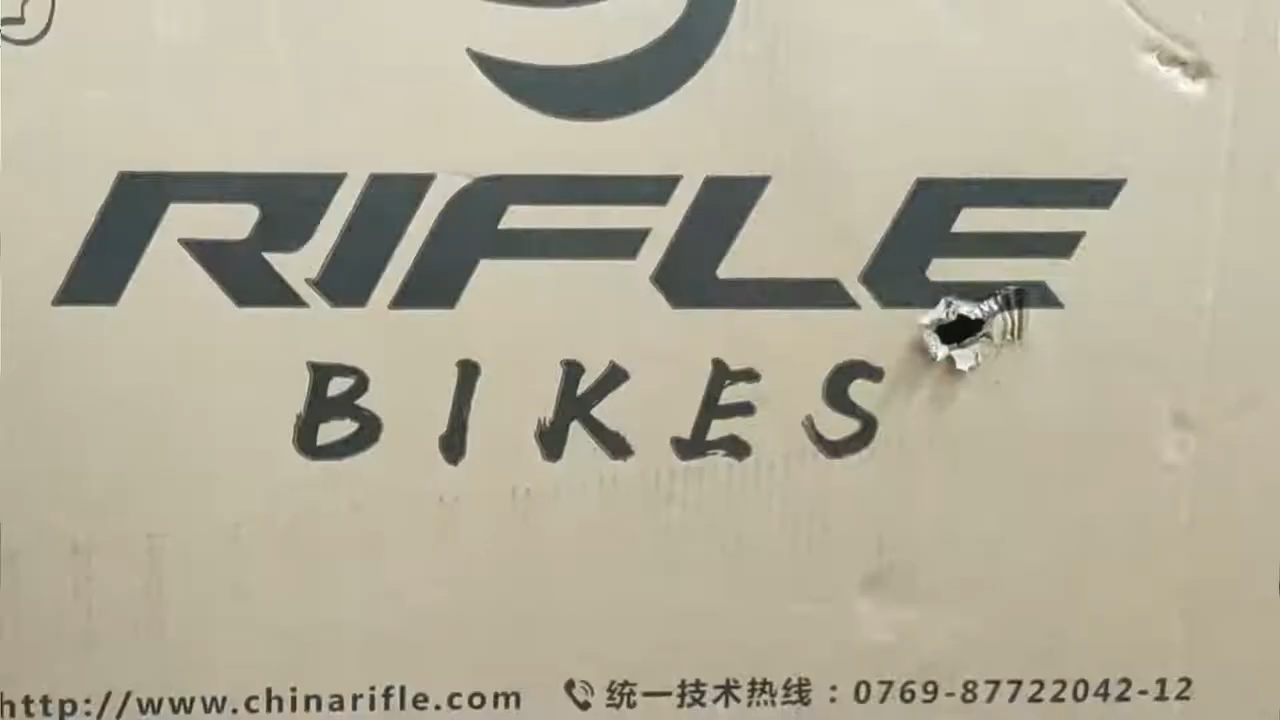 RIFLE
BIKES
http://www.chinarifle.com 统一技术热线：0769-87722042-12